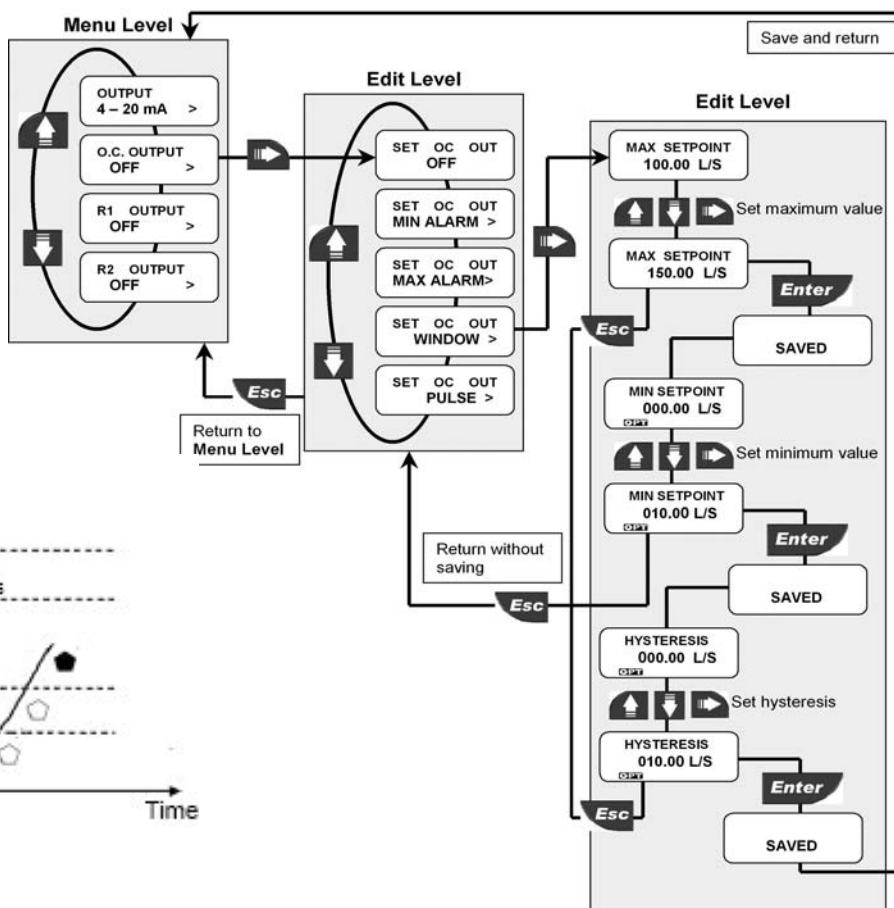 Menu Level
Save and return
OUTPUT
4 – 20 mA >
O.C. OUTPUT
OFF >
R1 OUTPUT
OFF >
R2 OUTPUT
OFF >
Esc
Return to
Menu Level
Edit Level
SET OC OUT
OFF
SET OC OUT
MIN ALARM >
SET OC OUT
MAX ALARM>
SET OC OUT
WINDOW >
SET OC OUT
PULSE >
Return without
saving
Esc
Edit Level
MAX SETPOINT
100.00 L/S
Set maximum value
MAX SETPOINT
150.00 L/S
Enter
Esc
SAVED
MIN SETPOINT
000.00 L/S
OPT
Set minimum value
MIN SETPOINT
010.00 L/S
OPT
Enter
SAVED
HYSTERESIS
000.00 L/S
OPT
Set hysteresis
HYSTERESIS
010.00 L/S
OPT
Enter
Esc
SAVED
Time